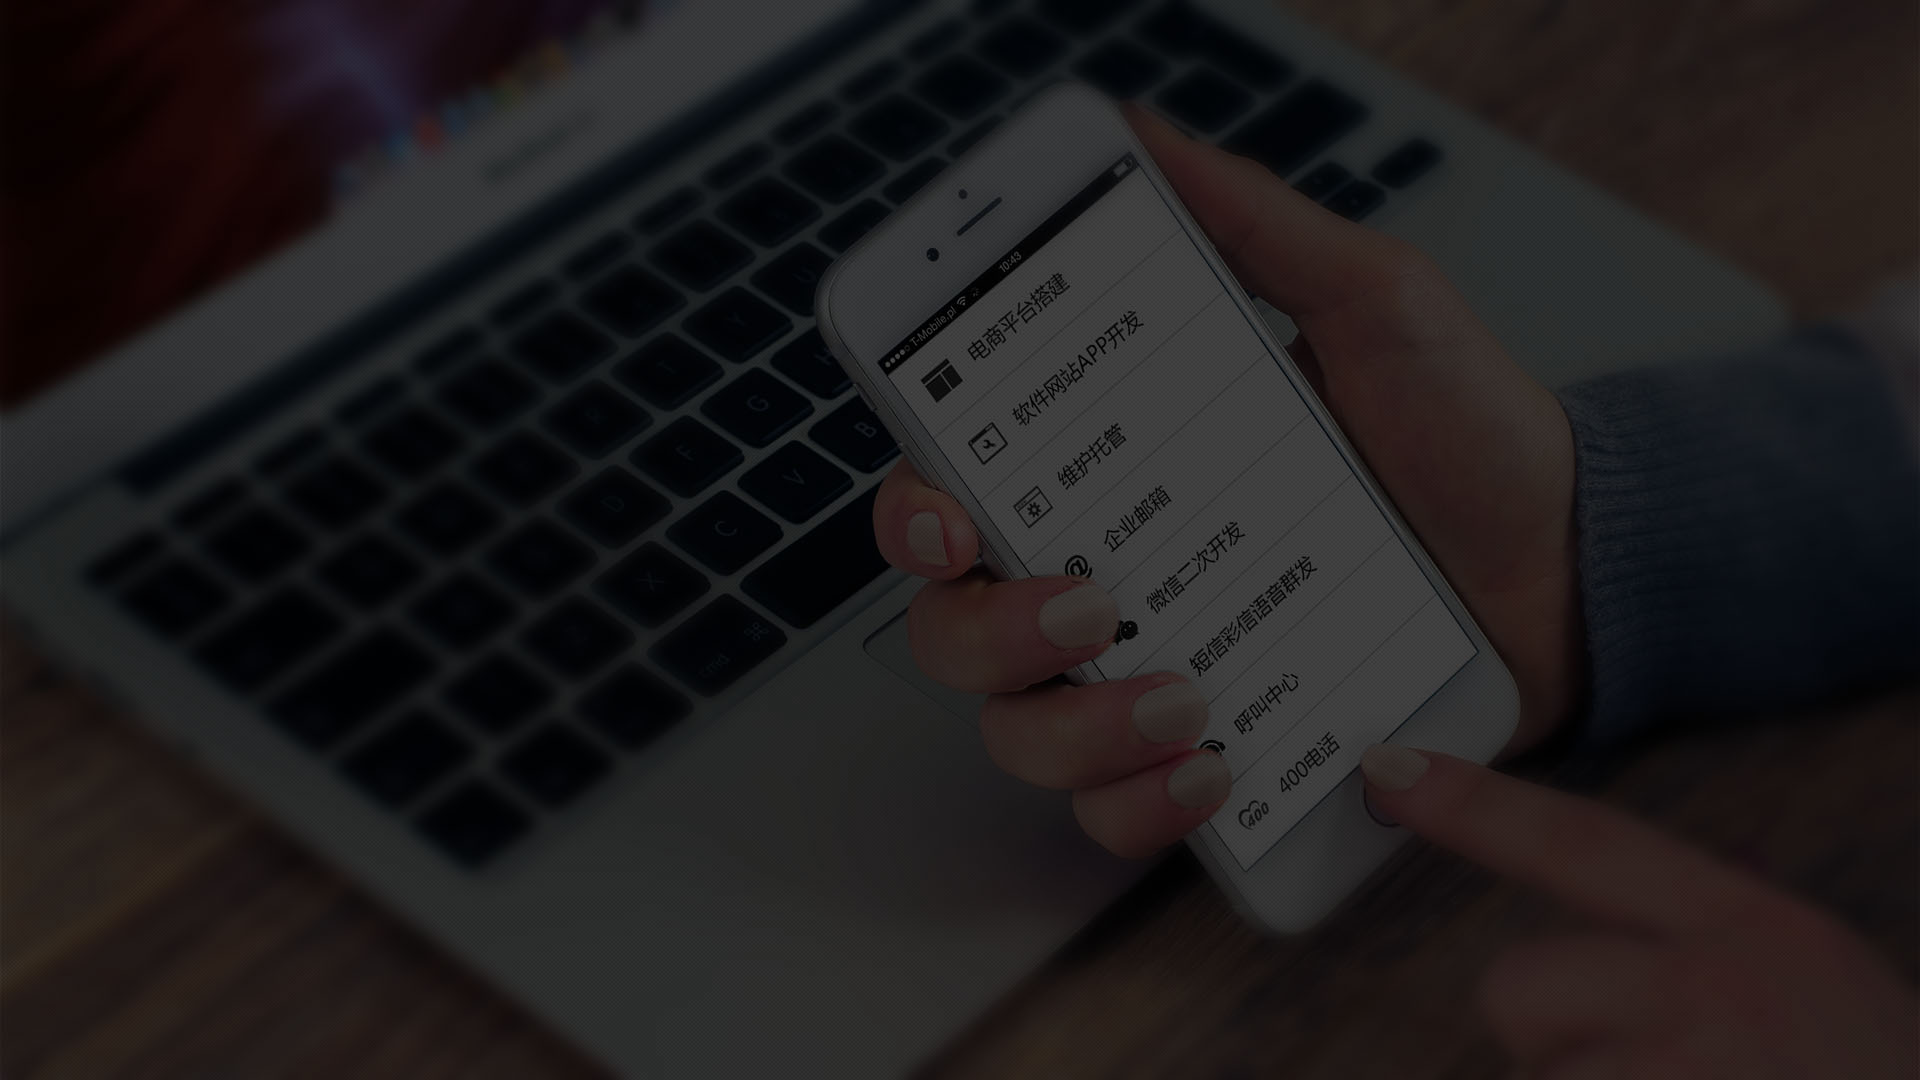 T-Mobile.pl 10:43
电商平台搭建
软件网站APP开发
维护托管
@ 企业邮箱
微信二次开发
短信彩信语音群发
呼叫中心
400 400电话
Y
H
T
G
B
F
V
D
C
X
⌘
cmd